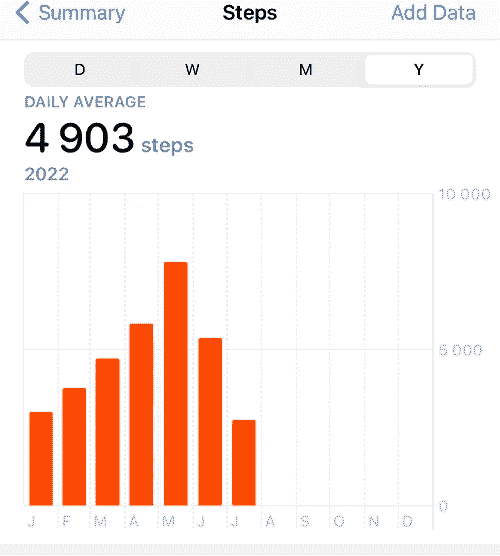 Summary Steps Add Data
D W M Y
DAILY AVERAGE
4 903 steps
2022
10 000
5 000
0
J F M A M J J A S O N D